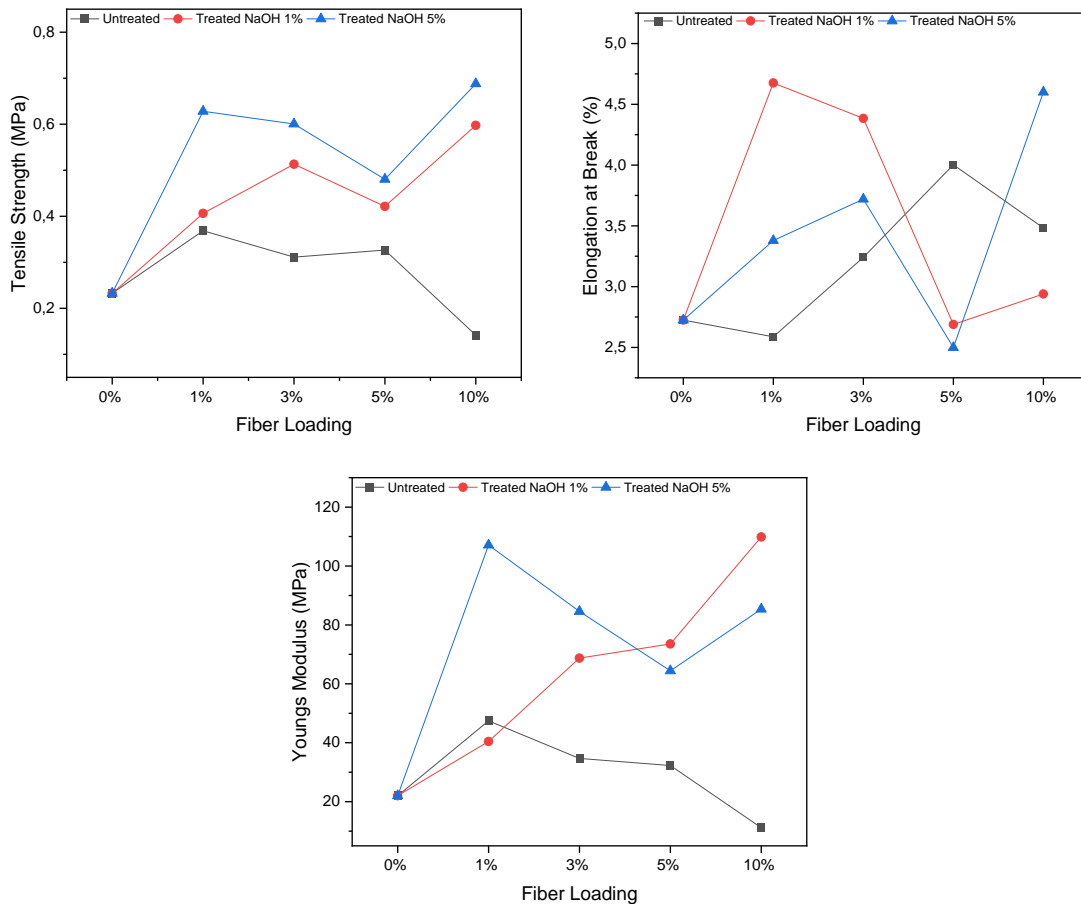 Untreated Treated NaOH 1% Treated NaOH 5%
0,8
0,6
0,4
0,2
Tensile Strength (MPa)
0% 1% 3% 5% 10%
Fiber Loading
Untreated Treated NaOH 1% Treated NaOH 5%
5,0
4,5
4,0
3,5
3,0
2,5
Elongation at Break (%)
0% 1% 3% 5% 10%
Fiber Loading
Untreated Treated NaOH 1% Treated NaOH 5%
120
100
80
60
40
20
Youngs Modulus (MPa)
0% 1% 3% 5% 10%
Fiber Loading